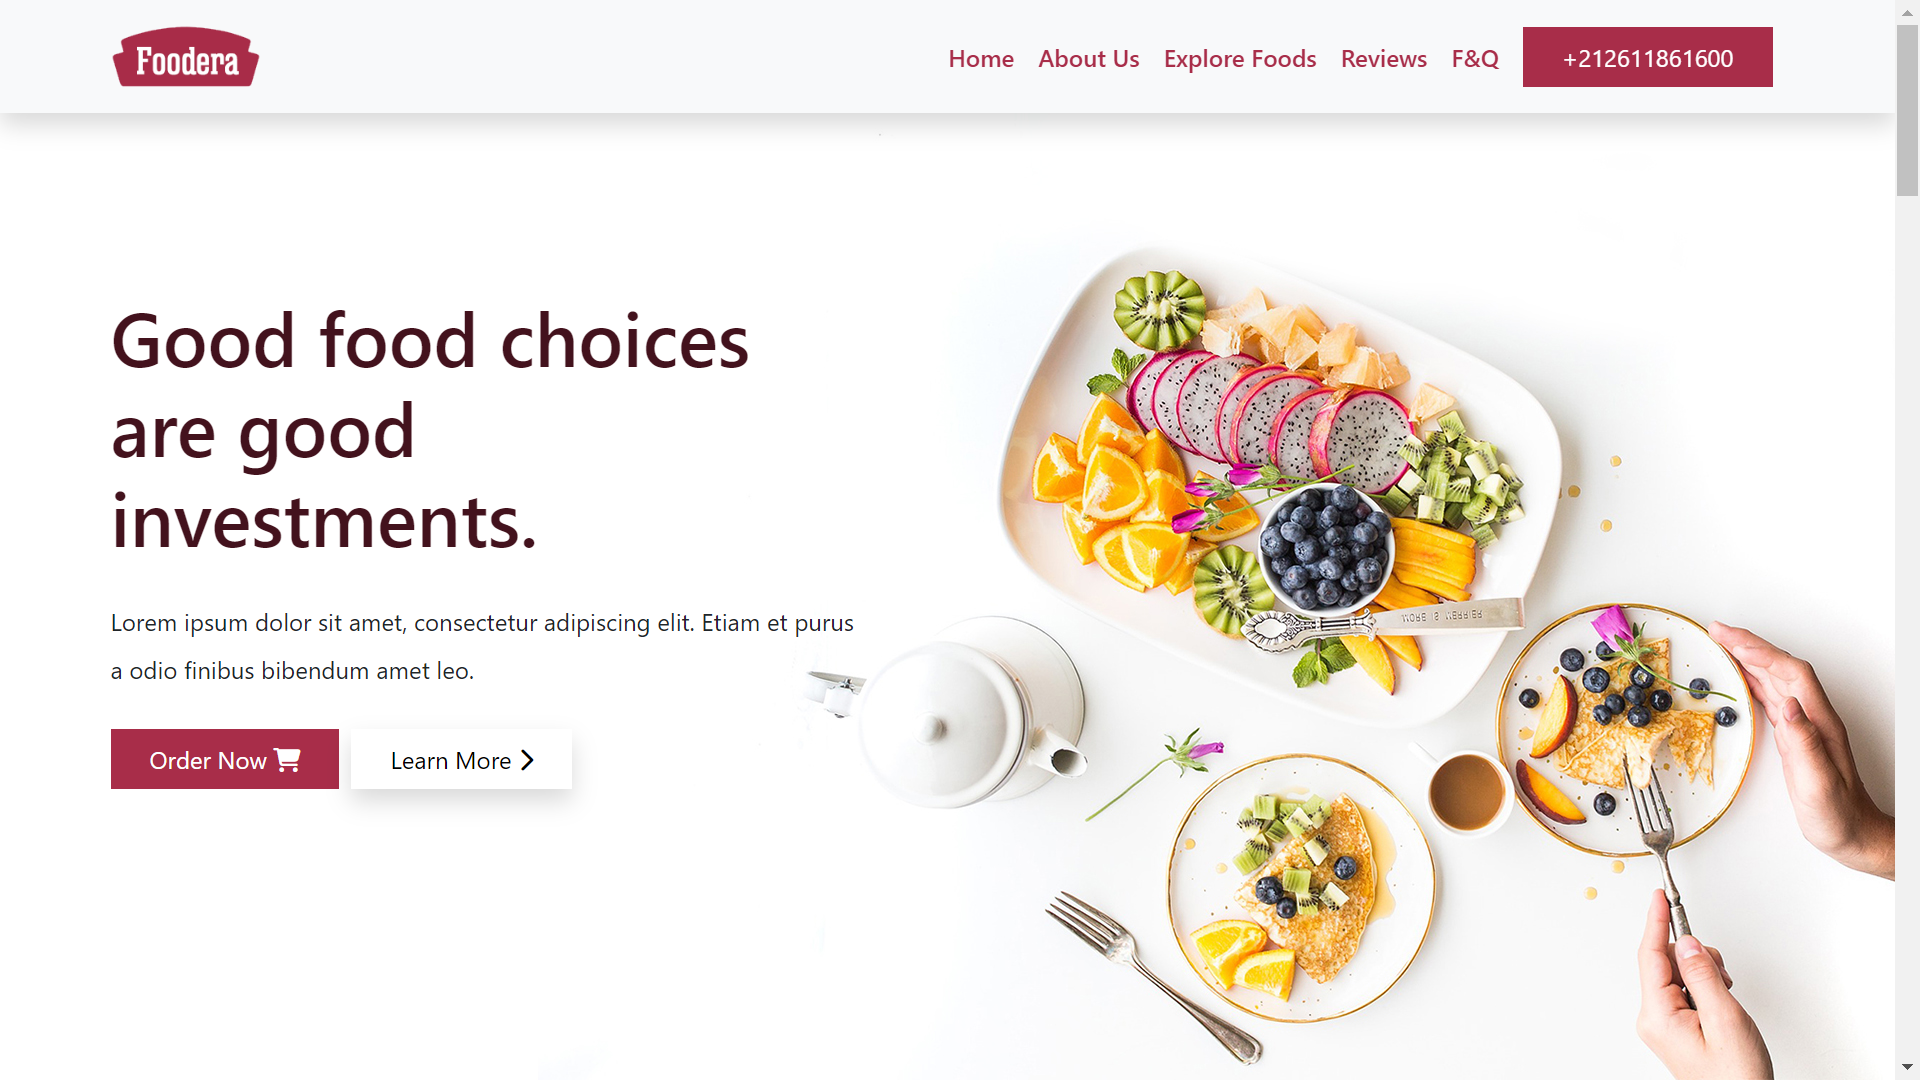 Foodera
Home
About Us
Explore Foods
Reviews
F&Q
+212611861600
Good food choices
are good
investments.
Lorem ipsum dolor sit amet, consectetur adipiscing elit. Etiam et purus
a odio finibus bibendum amet leo.
Order Now
Learn More